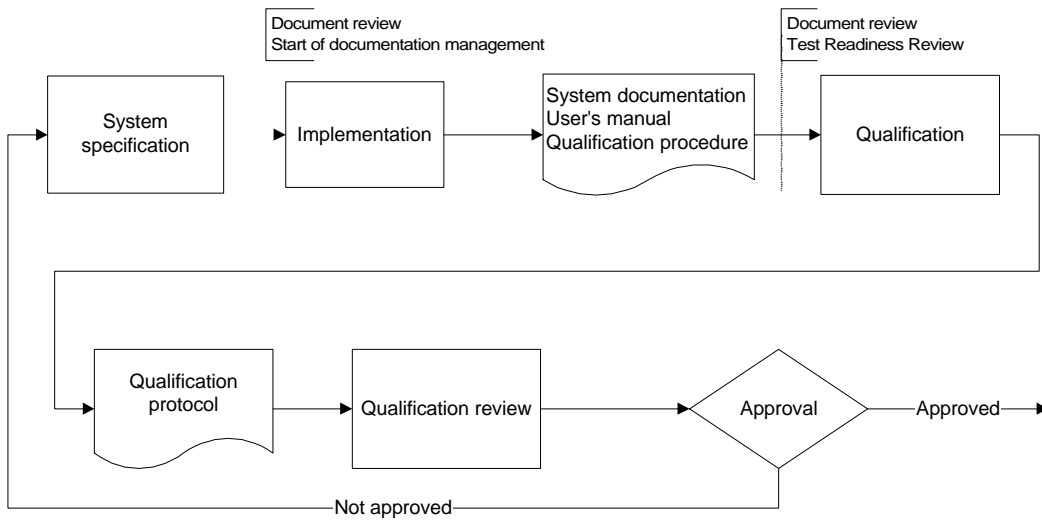 Document review
Start of documentation management
Document review
Test Readiness Review
System
specification
Implementation
System documentation
User's manual
Qualification procedure
Qualification
Qualification
protocol
Qualification review
Approval
Approved
Not approved